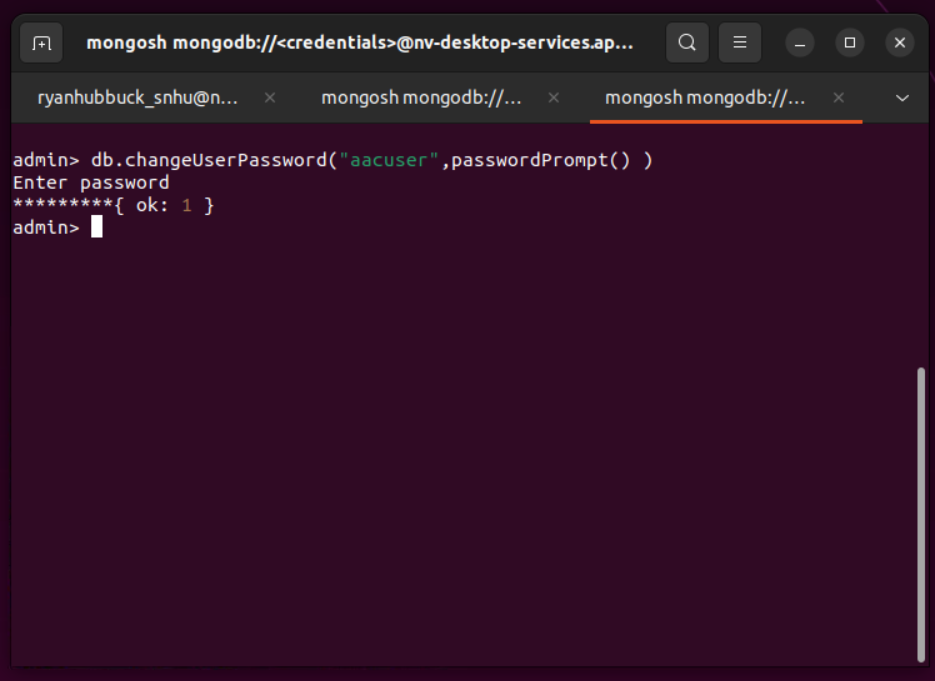 mongosh mongodb://<credentials>@nv-desktop-services.ap...
ryanhubbuck_snhu@n...
mongosh mongodb://...
mongosh mongodb://...
admin> db.changeUserPassword("aacuser",passwordPrompt() )
Enter password
*********{ ok: 1 }
admin>